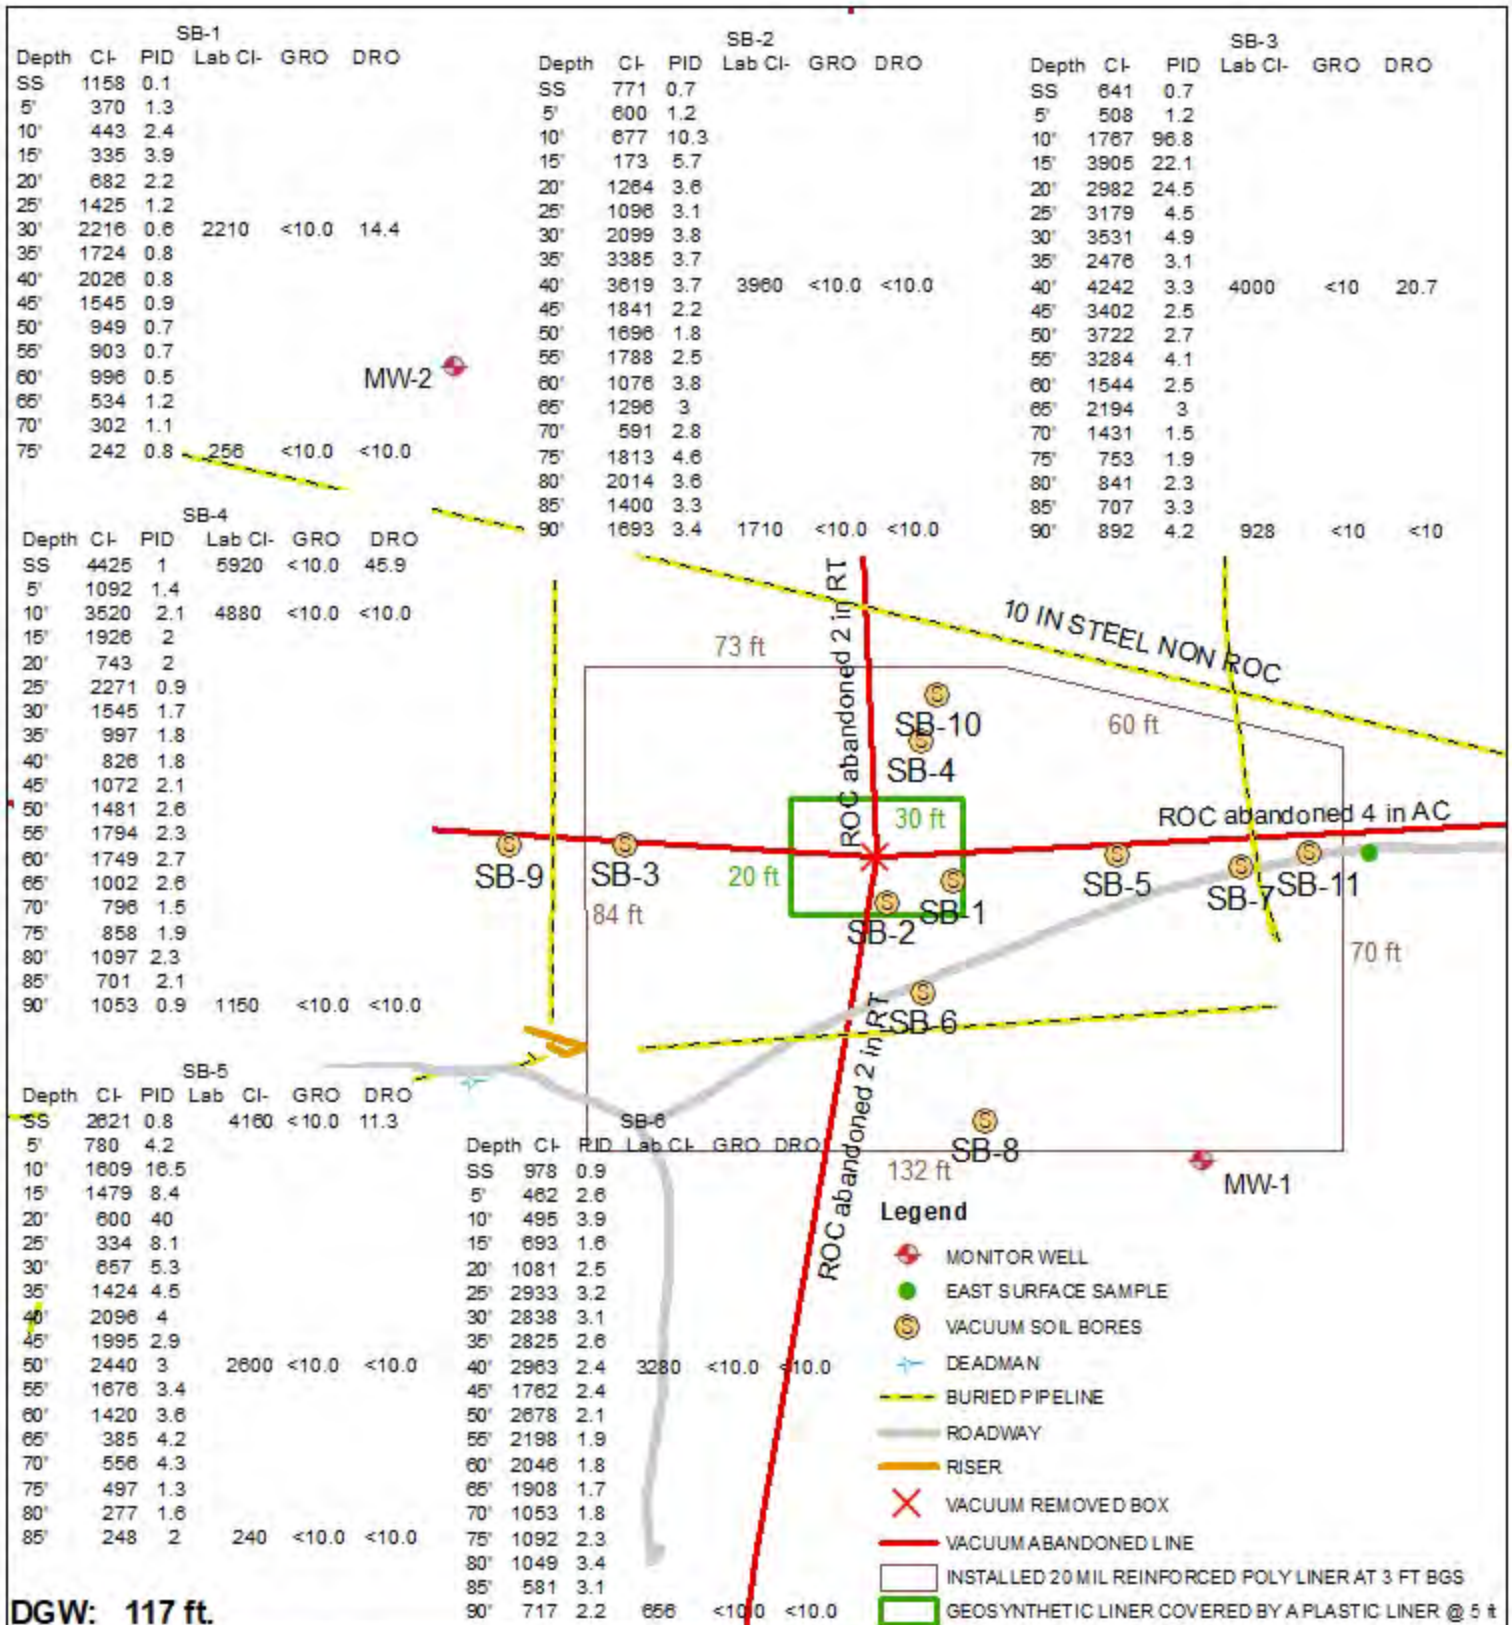 SB-1
Depth Cl- PID Lab Cl- GRO DRO
SS 1158 0.1
5' 370 1.3
10' 443 2.4
15' 335 3.9
20' 682 2.2
25' 1425 1.2
30' 2216 0.6 2210 <10.0 14.4
35' 1724 0.8
40' 2026 0.8
45' 1545 0.9
50' 949 0.7
55' 903 0.7
60' 996 0.5
65' 534 1.2
70' 302 1.1
75' 242 0.8 256 <10.0 <10.0
SB-2
Depth Cl- PID Lab Cl- GRO DRO
SS 771 0.7
5' 600 1.2
10' 677 10.3
15' 173 5.7
20' 1264 3.6
25' 1096 3.1
30' 2099 3.8
35' 3385 3.7
40' 3619 3.7 3960 <10.0 <10.0
45' 1841 2.2
50' 1696 1.8
55' 1788 2.5
60' 1076 3.8
65' 1296 3
70' 591 2.8
75' 1813 4.6
80' 2014 3.6
85' 1400 3.3
90' 1693 3.4 1710 <10.0 <10.0
SB-3
Depth Cl- PID Lab Cl- GRO DRO
SS 641 0.7
5' 508 1.2
10' 1767 96.8
15' 3905 22.1
20' 2982 24.5
25' 3179 4.5
30' 3531 4.9
35' 2476 3.1
40' 4242 3.3 4000 <10 20.7
45' 3402 2.5
50' 3722 2.7
55' 3284 4.1
60' 1544 2.5
65' 2194 3
70' 1431 1.5
75' 753 1.9
80' 841 2.3
85' 707 3.3
90' 892 4.2 928 <10 <10
MW-2
SB-4
Depth Cl- PID Lab Cl- GRO DRO
SS 4425 1 5920 <10.0 45.9
5' 1092 1.4
10' 3520 2.1 4880 <10.0 <10.0
15' 1926 2
20' 743 2
25' 2271 0.9
30' 1545 1.7
35' 997 1.8
40' 826 1.8
45' 1072 2.1
50' 1481 2.6
55' 1794 2.3
60' 1749 2.7
65' 1002 2.6
70' 796 1.5
75' 858 1.9
80' 1097 2.3
85' 701 2.1
90' 1053 0.9 1150 <10.0 <10.0
SB-5
Depth Cl- PID Lab Cl- GRO DRO
SS 2621 0.8 4160 <10.0 11.3
5' 780 4.2
10' 1609 16.5
15' 1479 8.4
20' 600 40
25' 334 8.1
30' 657 5.3
35' 1424 4.5
40' 2096 4
45' 1995 2.9
50' 2440 3 2600 <10.0 <10.0
55' 1676 3.4
60' 1420 3.6
65' 385 4.2
70' 556 4.3
75' 497 1.3
80' 277 1.6
85' 248 2 240 <10.0 <10.0
SB-6
Depth Cl- PID Lab Cl- GRO DRO
SS 978 0.9
5' 462 2.6
10' 495 3.9
15' 693 1.6
20' 1081 2.5
25' 2933 3.2
30' 2838 3.1
35' 2825 2.6
40' 2963 2.4 3280 <10.0 <10.0
45' 1762 2.4
50' 2678 2.1
55' 2198 1.9
60' 2046 1.8
65' 1908 1.7
70' 1053 1.8
75' 1092 2.3
80' 1049 3.4
85' 581 3.1
90' 717 2.2 656 <10.0 <10.0
10 IN STEEL NON ROC
73 ft
60 ft
ROC abandoned 2 in RT
SB-10
SB-4
30 ft
ROC abandoned 4 in AC
SB-9
SB-3
20 ft
SB-1
SB-2
SB-5
SB-7
SB-11
84 ft
70 ft
SB-6
ROC abandoned 2 in RT
SB-8
132 ft
MW-1
Legend
MONITOR WELL
EAST SURFACE SAMPLE
S VACUUM SOIL BORES
DEADMAN
BURIED PIPELINE
ROADWAY
RISER
VACUUM REMOVED BOX
VACUUM ABANDONED LINE
INSTALLED 20 MIL REINFORCED POLY LINER AT 3 FT BGS
GEOSYNTHETIC LINER COVERED BY A PLASTIC LINER @ 5 ft
DGW: 117 ft.